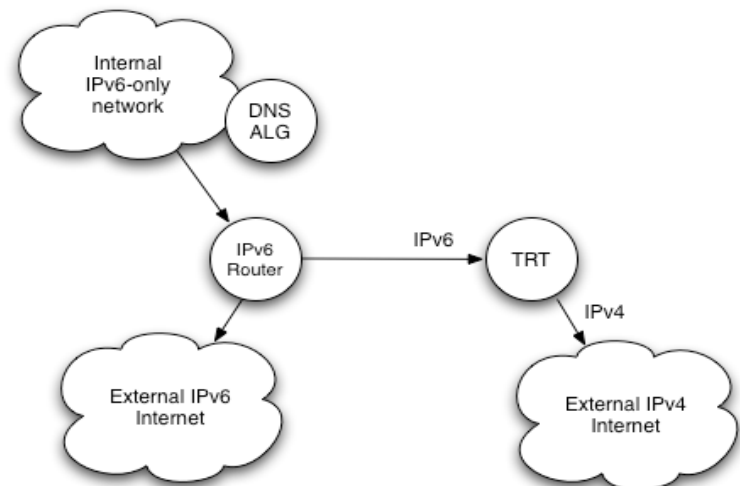 Internal
IPv6-only
network
DNS
ALG
IPv6
Router
IPv6
TRT
IPv4
External IPv6
Internet
External IPv4
Internet